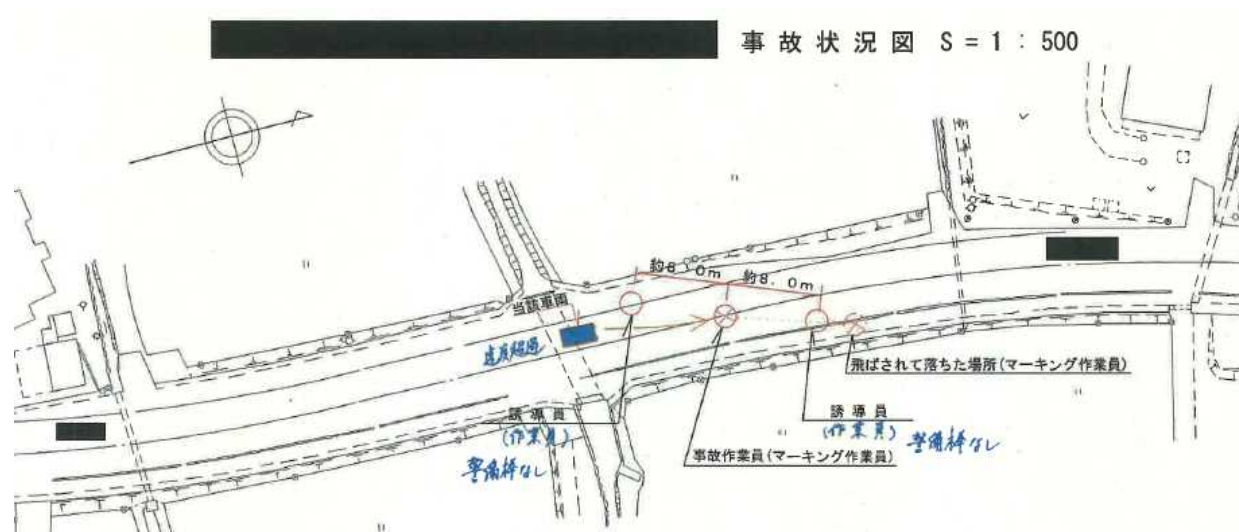 事故状況図 S=1:500
約8.0m
約8.0m
当該車両
速度超過
飛ばされて落ちた場所(マーキング作業員)
誘導員
(作業員)
警備棒なし
誘導員
(作業員)
警備棒なし
事故作業員(マーキング作業員)